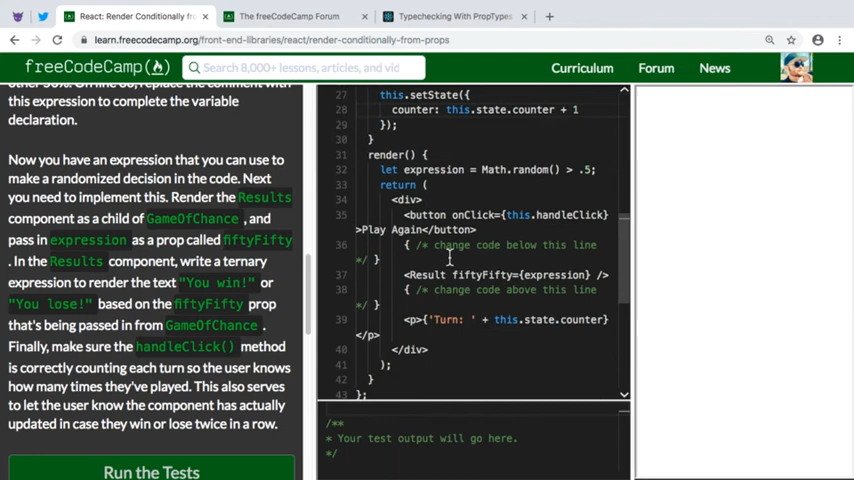 React: Render Conditionally fro
The freeCodeCamp Forum
Typechecking With PropTypes
learn.freecodecamp.org/front-end-libraries/react/render-conditionally-from-props
freeCodeCamp
Search 8,000+ lessons, articles, and vid
Curriculum
Forum
News
this expression to complete the variable
declaration.
Now you have an expression that you can use to
make a randomized decision in the code. Next
you need to implement this. Render the Results
component as a child of GameOfChance , and
pass in expression as a prop called fiftyFifty
. In the Results component, write a ternary
expression to render the text "You win!" or
"You lose!" based on the fiftyFifty prop
that's being passed in from GameOfChance .
Finally, make sure the handleClick() method
is correctly counting each turn so the user knows
how many times they've played. This also serves
to let the user know the component has actually
updated in case they win or lose twice in a row.
Run the Tests
27 this.setState({
28 counter: this.state.counter + 1
29 });
30 }
31 render() {
32 let expression = Math.random() > .5;
33 return (
34 <div>
35 <button onClick={this.handleClick}
>Play Again</button>
36 { /* change code below this line
*/ }
37 <Result fiftyFifty={expression} />
38 { /* change code above this line
*/ }
39 <p>{'Turn: ' + this.state.counter}
</p>
40 </div>
41 );
42 }
43 };
/**
* Your test output will go here.
*/